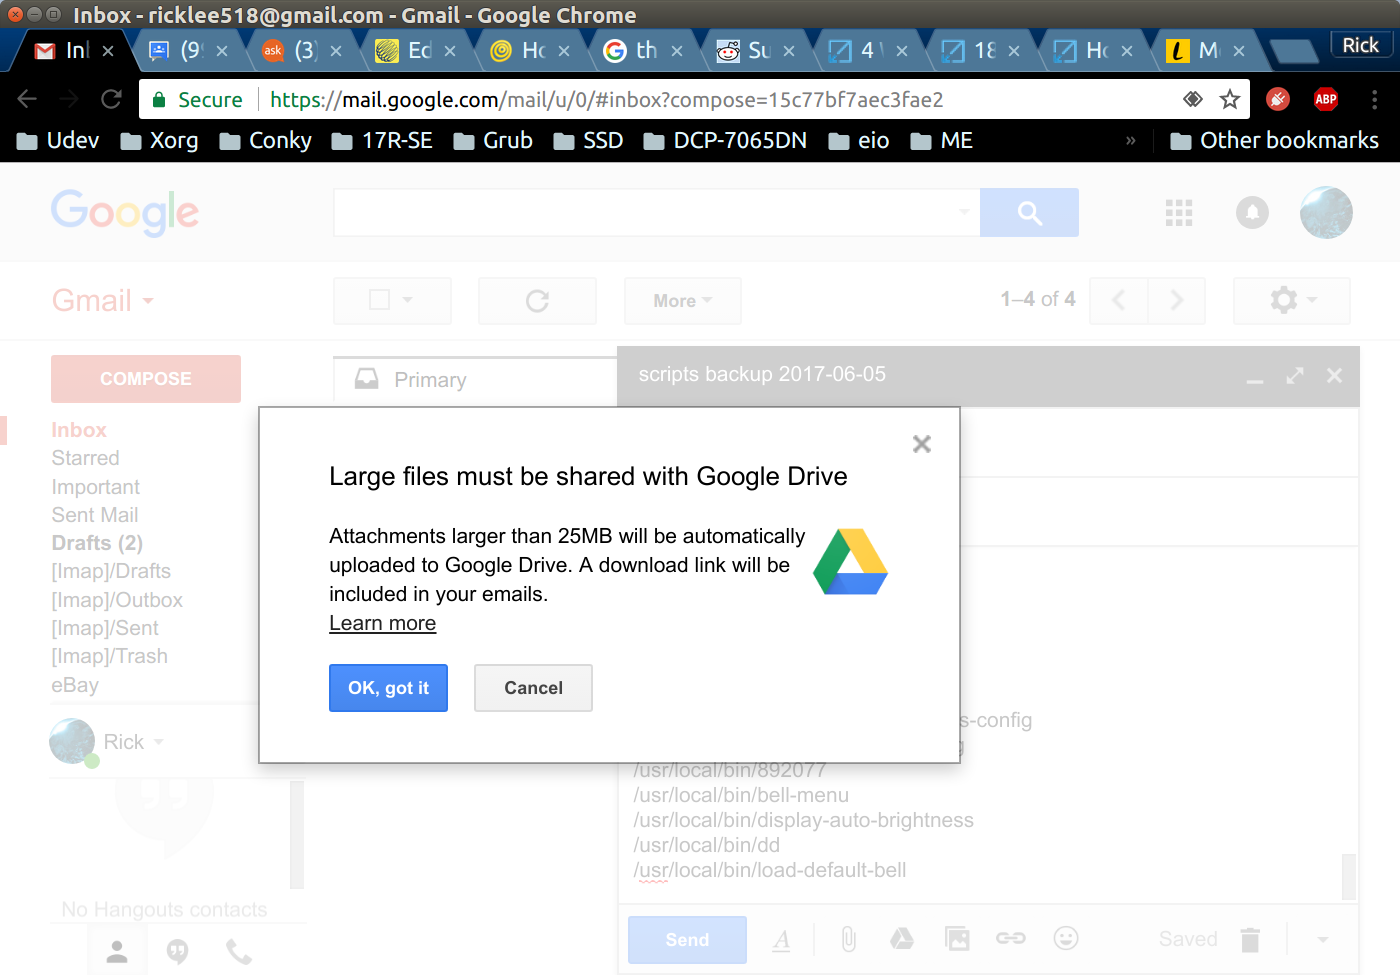 Inbox - ricklee518@gmail.com - Gmail - Google Chrome
In (9 ask (3) Ed Ho G th Su 4 18 Ho L M Rick
Secure https://mail.google.com/mail/u/0/#inbox?compose=15c77bf7aec3fae2 ABP
Udev Xorg Conky 17R-SE Grub SSD DCP-7065DN eio ME » Other bookmarks
Google
Gmail More 1–4 of 4
COMPOSE
Primary
scripts backup 2017-06-05
Inbox
Starred
Important
Sent Mail
Drafts (2)
[Imap]/Drafts
[Imap]/Outbox
[Imap]/Sent
[Imap]/Trash
eBay
Rick
No Hangouts contacts
Large files must be shared with Google Drive
Attachments larger than 25MB will be automatically
uploaded to Google Drive. A download link will be
included in your emails.
Learn more
OK, got it Cancel
s-config
g
/usr/local/bin/892077
/usr/local/bin/bell-menu
/usr/local/bin/display-auto-brightness
/usr/local/bin/dd
/usr/local/bin/load-default-bell
Send A Saved